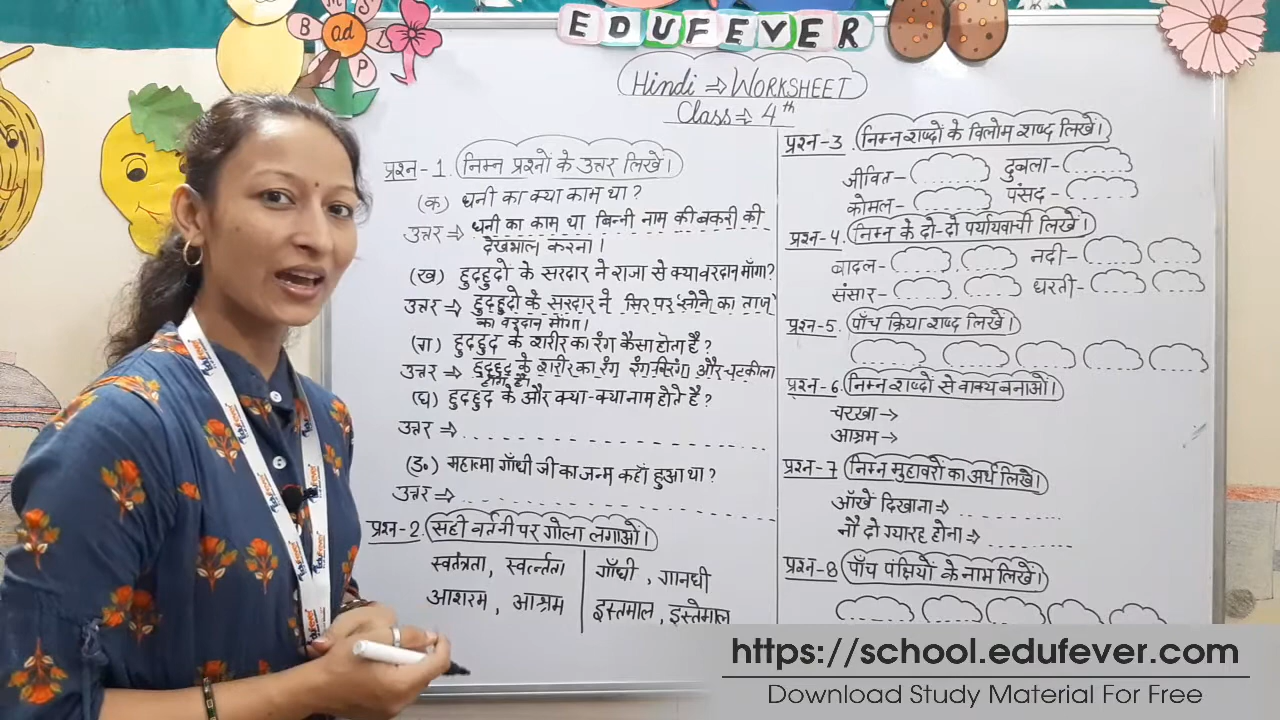 EDUFEVER
ad
Hindi ⇒ WORKSHEET
Class ⇒ 4th
प्रश्न-1. निम्न प्रश्नों के उत्तर लिखें।
(क) धनी का क्या काम था?
उत्तर ⇒ धनी का काम था बिन्नी नाम की बकरी की
देखभाल करना।
(ख) हुदहुदो के सरदार ने राजा से क्या वरदान माँगा?
उत्तर ⇒ हुदहुदो के सरदार ने सिर पर सोने का ताज
का वरदान माँगा।
(ग) हुदहुद के शरीर का रंग कैसा होता है?
उत्तर ⇒ हुदहुद के शरीर का रंग रंग-बिरंगा और चटकीला
होता है।
(घ) हुदहुद के और क्या-क्या नाम होते है?
उत्तर ⇒
(ड०) महात्मा गाँधी जी का जन्म कहाँ हुआ था?
उत्तर ⇒
प्रश्न-2. सही वर्तनी पर गोला लगाओ।
स्वतंत्रता, स्वर्त्न्तता | गाँधी, गानधी
आशरम, आश्रम | इस्तमाल, इस्तेमाल
प्रश्न-3. निम्न शब्दों के विलोम शब्द लिखें।
जीवित- दुबला-
कोमल- पंसद-
प्रश्न-4. निम्न के दो-दो पर्यायवाची लिखें।
बादल- , नदी-
संसार- , धरती-
प्रश्न-5. पाँच क्रिया शब्द लिखें।
प्रश्न-6. निम्न शब्दो से वाक्य बनाओ।
चरखा →
आश्रम →
प्रश्न-7 निम्न मुहावरों का अर्थ लिखें।
आँखें दिखाना ⇒
नौ दो ग्यारह होना ⇒
प्रश्न-8 पाँच पक्षियों के नाम लिखें।
https://school.edufever.com
Download Study Material For Free